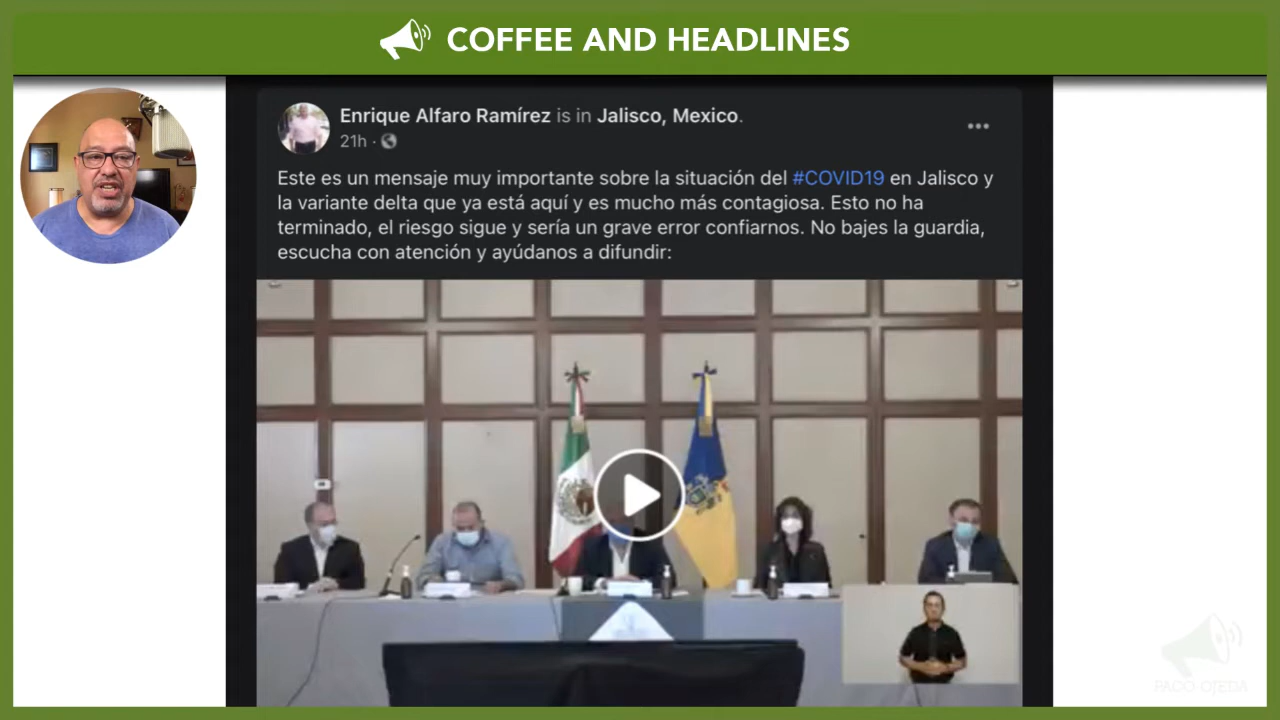 COFFEE AND HEADLINES
Enrique Alfaro Ramírez is in Jalisco, Mexico.
21h ·
Este es un mensaje muy importante sobre la situación del #COVID19 en Jalisco y
la variante delta que ya está aquí y es mucho más contagiosa. Esto no ha
terminado, el riesgo sigue y sería un grave error confiarnos. No bajes la guardia,
escucha con atención y ayúdanos a difundir:
PACO OJEDA